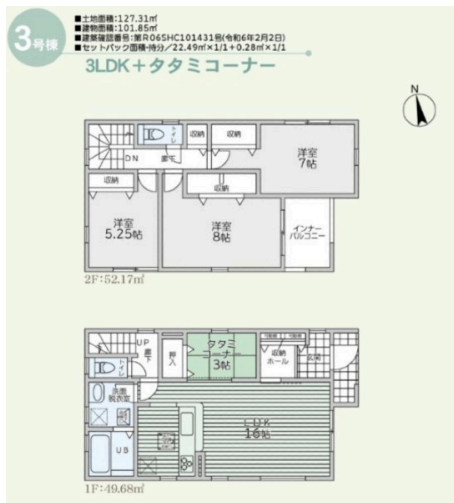 3号棟
■土地面積:127.31㎡
■建物面積:101.85㎡
■建築確認番号:第R06SHC101431号(令和6年2月2日)
■セットバック面積・持分/22.49㎡×1/1+0.28㎡×1/1
3LDK+タタミコーナー
N
トイレ
収納
収納
洋室
7帖
DN
廊下
収納
収納
洋室
5.25帖
洋室
8帖
インナー
バルコニー
2F:52.17㎡
UP
廊下
押入
タタミ
コーナー
3帖
収納
ホール
玄関
トイレ
洗面
脱衣室
LDK
16帖
UB
1F:49.68㎡